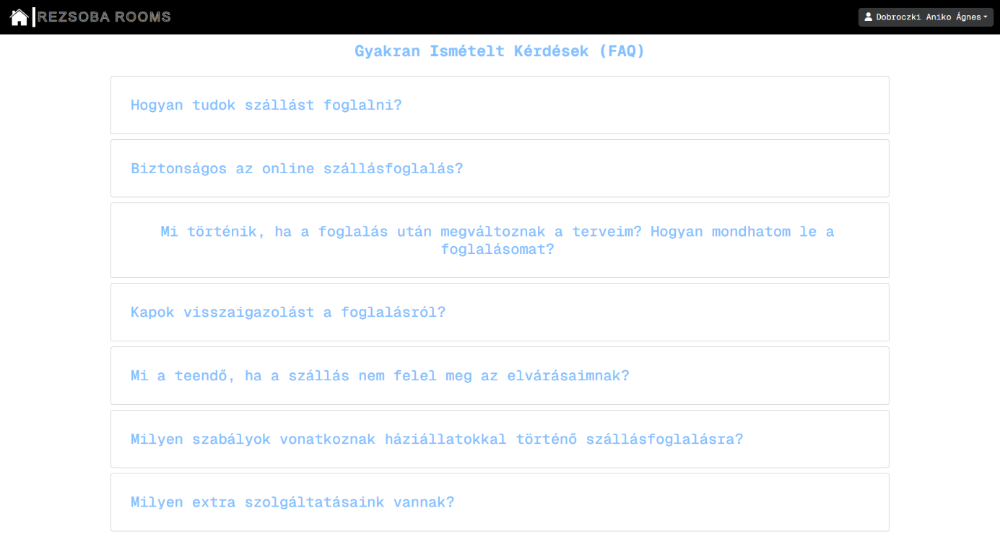 REZSOBA ROOMS
Dobroczki Aniko Ágnes
Gyakran Ismételt Kérdések (FAQ)
Hogyan tudok szállást foglalni?
Biztonságos az online szállásfoglalás?
Mi történik, ha a foglalás után megváltoznak a terveim? Hogyan mondhatom le a
foglalásomat?
Kapok visszaigazolást a foglalásról?
Mi a teendő, ha a szállás nem felel meg az elvárásaimnak?
Milyen szabályok vonatkoznak háziállatokkal történő szállásfoglalásra?
Milyen extra szolgáltatásaink vannak?